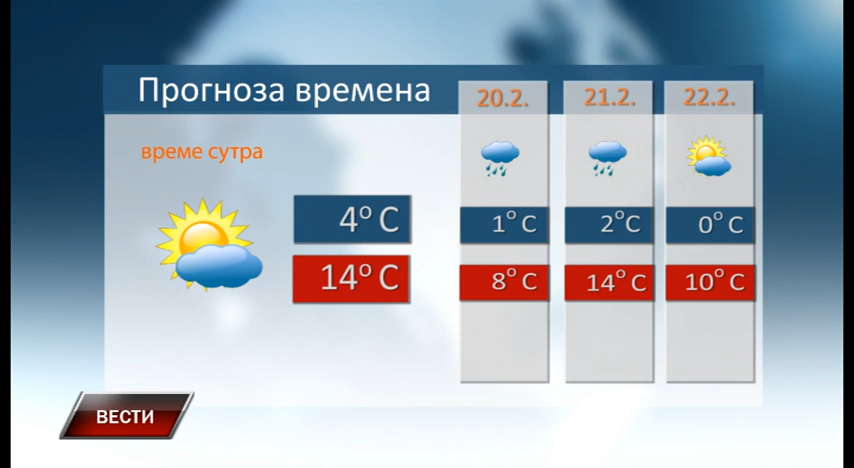 Прогноза времена
време сутра
4° C
14° C
20.2.
1° C
8° C
21.2.
2°C
14° C
22.2.
0° C
10° C
ВЕСТИ